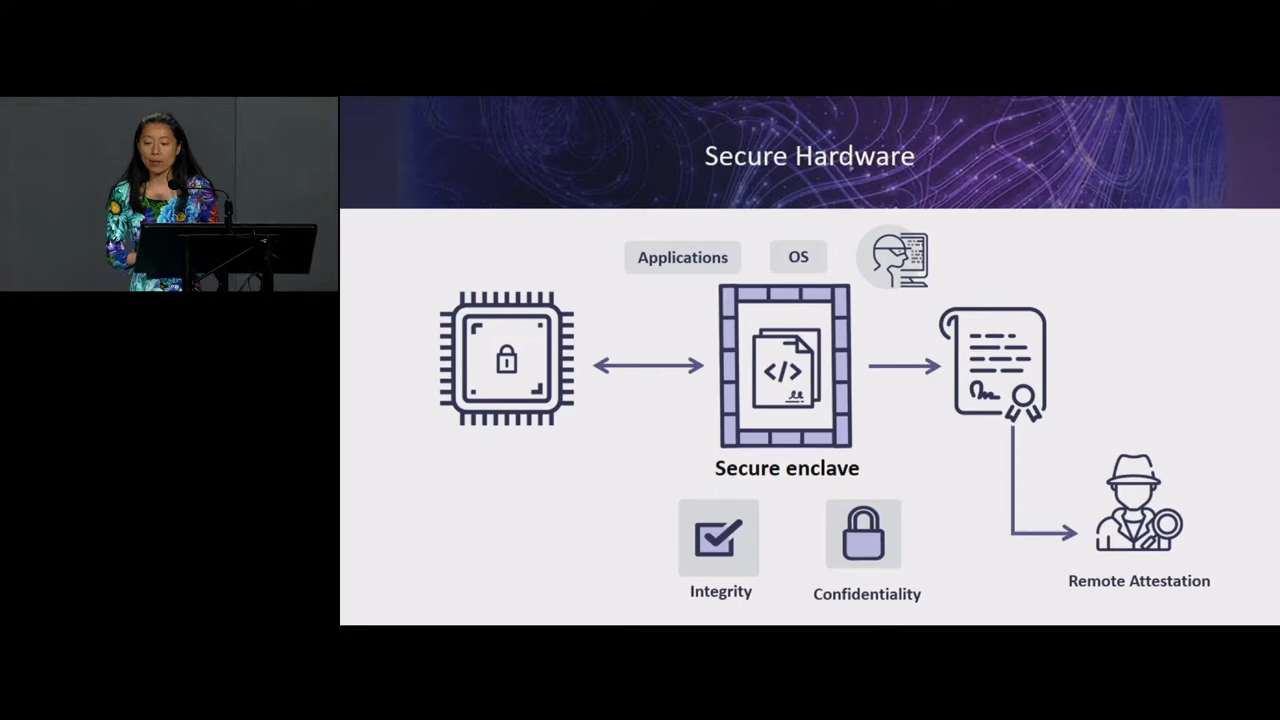 Secure Hardware
Applications
OS
</>
Secure enclave
Integrity
Confidentiality
Remote Attestation